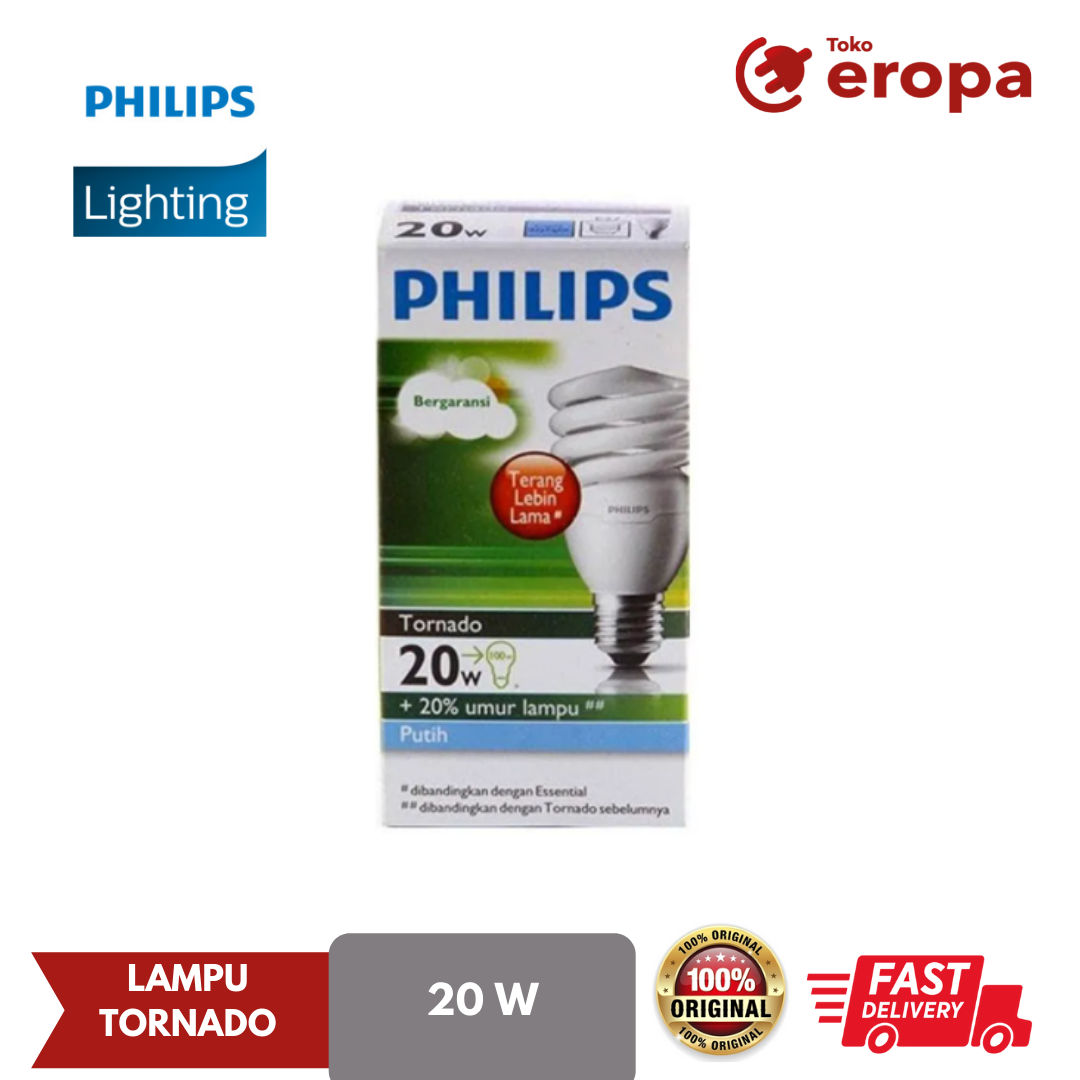 PHILIPS
Lighting
Toko
eropa
20W
PHILIPS
Bergaransi
Terang
Lebih
Lama #
PHILIPS
Tornado
20W
100W
+ 20% umur lampu ##
Putih
# dibandingkan dengan Essential
## dibandingkan dengan Tornado sebelumnya
LAMPU
TORNADO
20 W
100% ORIGINAL
100%
ORIGINAL
100% ORIGINAL
FAST
DELIVERY